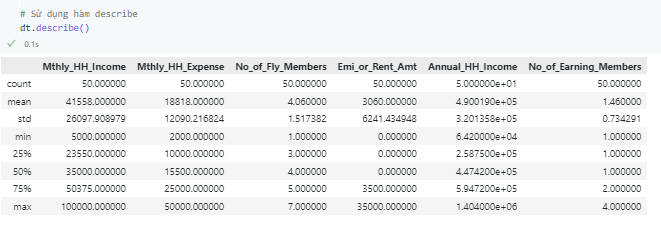 # Sử dụng hàm describe
dt.describe()
✓ 0.1s
Mthly_HH_Income Mthly_HH_Expense No_of_Fly_Members Emi_or_Rent_Amt Annual_HH_Income No_of_Earning_Members
count 50.000000 50.000000 50.000000 50.000000 5.000000e+01 50.000000
mean 41558.000000 18818.000000 4.060000 3060.000000 4.900190e+05 1.460000
std 26097.908979 12090.216824 1.517382 6241.434948 3.201358e+05 0.734291
min 5000.000000 2000.000000 1.000000 0.000000 6.420000e+04 1.000000
25% 23550.000000 10000.000000 3.000000 0.000000 2.587500e+05 1.000000
50% 35000.000000 15500.000000 4.000000 0.000000 4.474200e+05 1.000000
75% 50375.000000 25000.000000 5.000000 3500.000000 5.947200e+05 2.000000
max 100000.000000 50000.000000 7.000000 35000.000000 1.404000e+06 4.000000